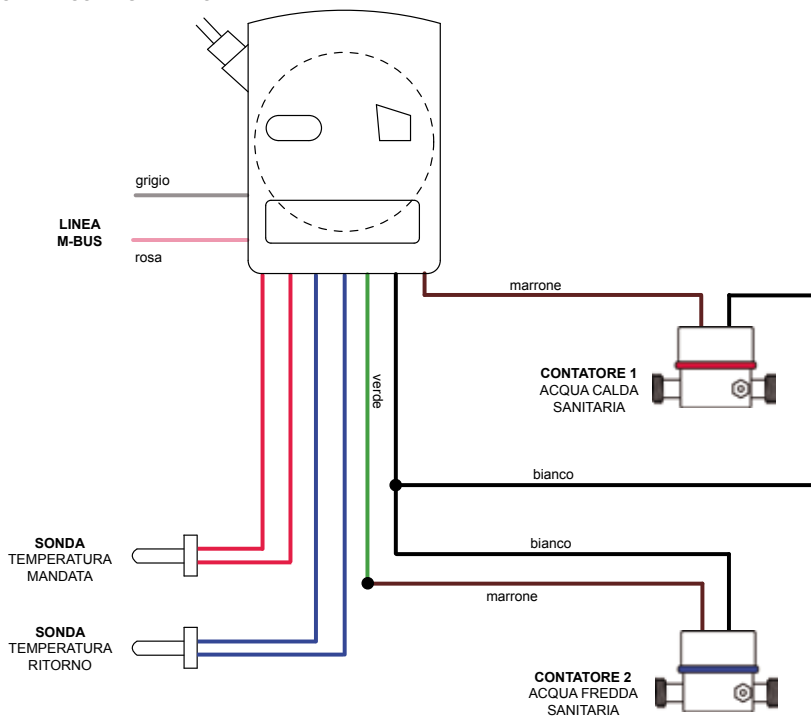 grigio
LINEA
M-BUS
rosa
marrone
CONTATORE 1
ACQUA CALDA
SANITARIA
verde
bianco
SONDA
TEMPERATURA
MANDATA
bianco
marrone
SONDA
TEMPERATURA
RITORNO
CONTATORE 2
ACQUA FREDDA
SANITARIA